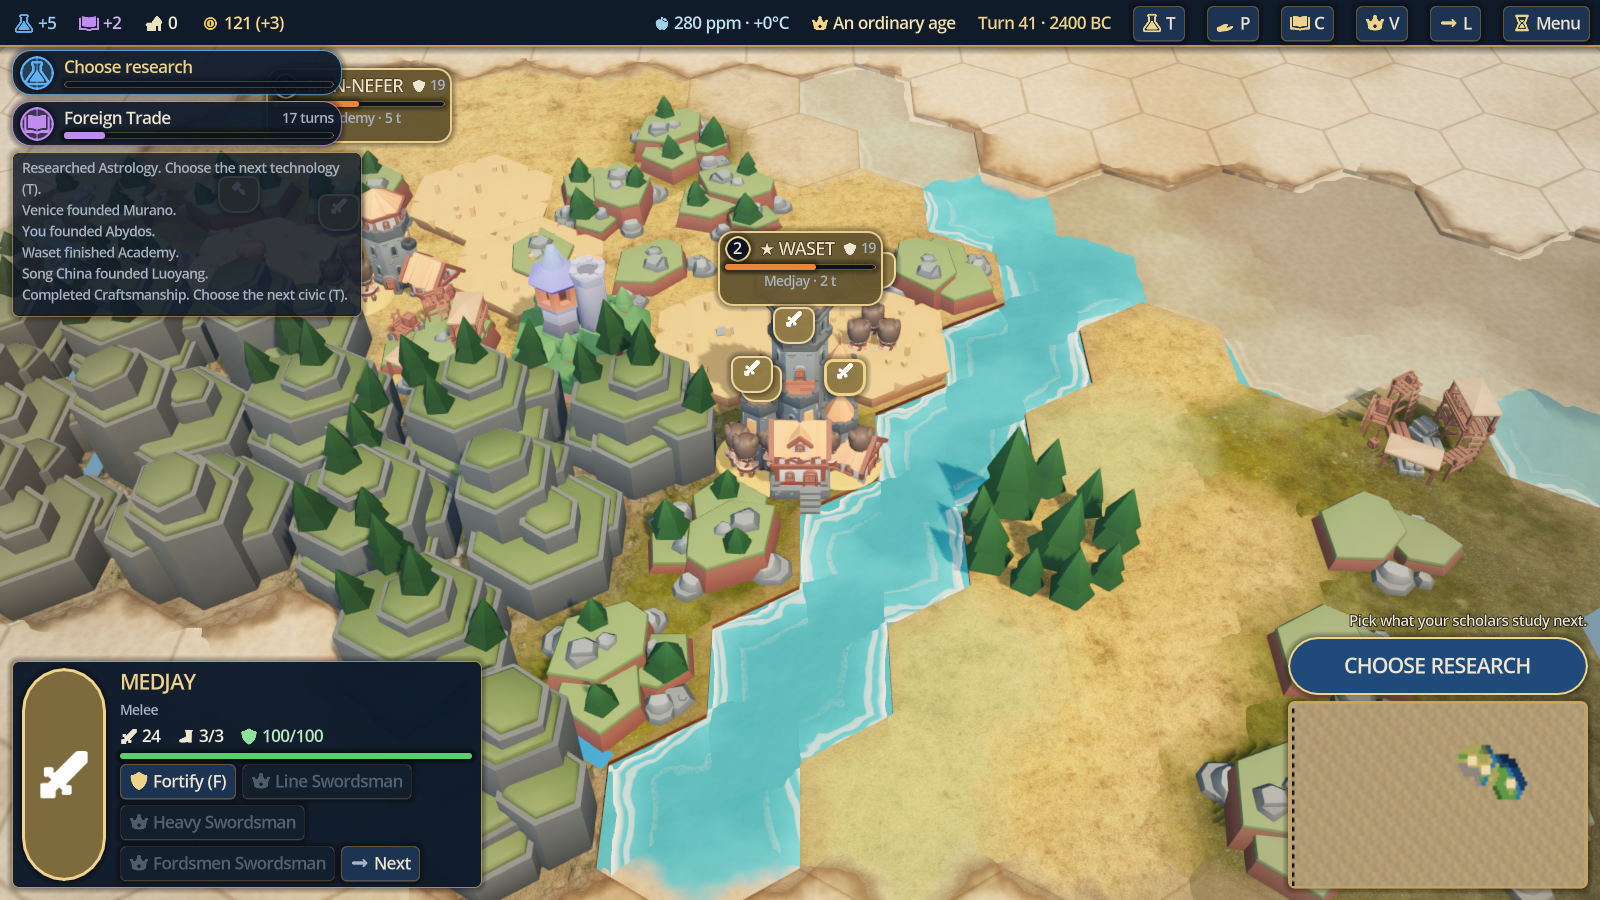 +5 +2 0 121 (+3) 280 ppm · +0°C An ordinary age Turn 41 · 2400 BC T P C V L Menu
Choose research
N-NEFER 19
Foreign Trade 17 turns
demy · 5 t
Researched Astrology. Choose the next technology
(T).
Venice founded Murano.
You founded Abydos.
Waset finished Academy.
Song China founded Luoyang.
Completed Craftsmanship. Choose the next civic (T).
2 ★ WASET 19
Medjay · 2 t
Pick what your scholars study next.
CHOOSE RESEARCH
MEDJAY
Melee
24 3/3 100/100
Fortify (F) Line Swordsman
Heavy Swordsman
Fordsmen Swordsman Next